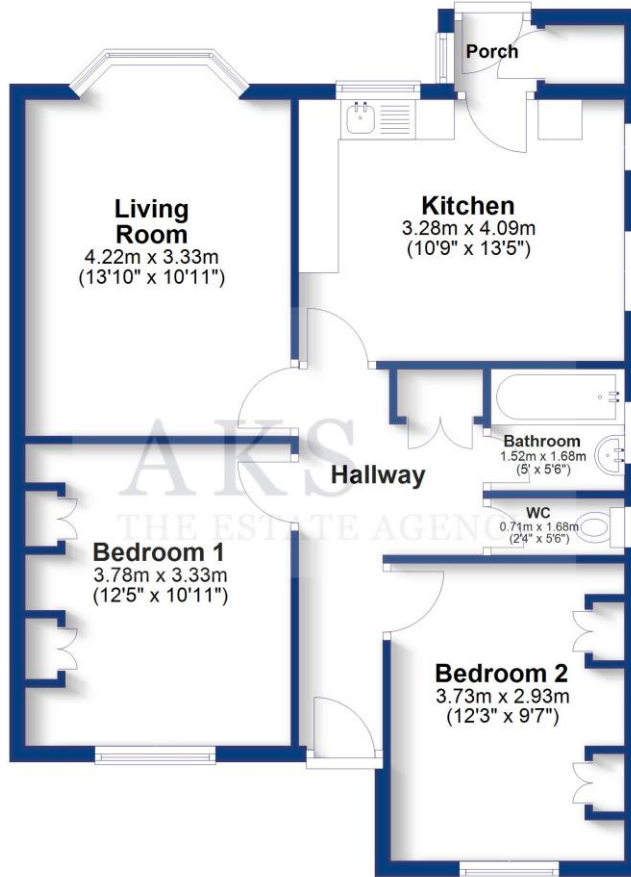 Porch
Living
Room
4.22m x 3.33m
(13'10" x 10'11")
Kitchen
3.28m x 4.09m
(10'9" x 13'5")
Bathroom
1.52m x 1.68m
(5' x 5'6")
Hallway
WC
0.71m x 1.68m
(2'4" x 5'6")
AKS
THE ESTATE AGENC
Bedroom 1
3.78m x 3.33m
(12'5" x 10'11")
Bedroom 2
3.73m x 2.93m
(12'3" x 9'7")